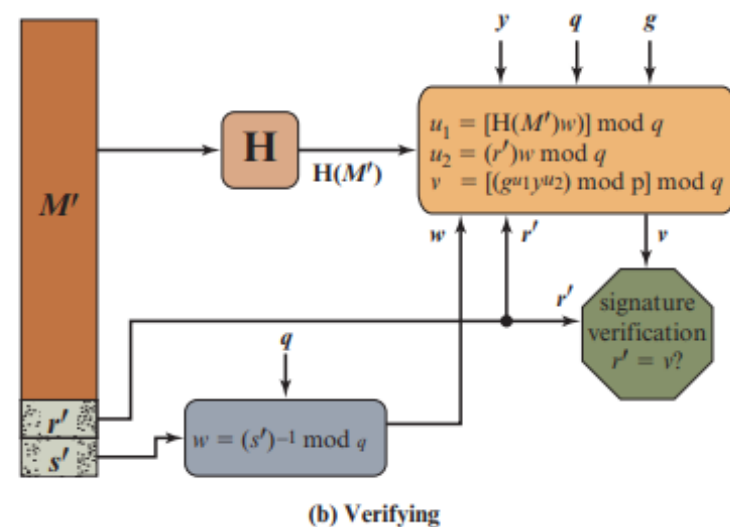 y q g
M′
H
H(M′)
u₁ = [H(M′)w)] mod q
u₂ = (r′)w mod q
v = [(gᵘ¹yᵘ²) mod p] mod q
w r′ v
r′
signature
verification
r′ = v?
q
r′
s′
w = (s′)–1 mod q
(b) Verifying